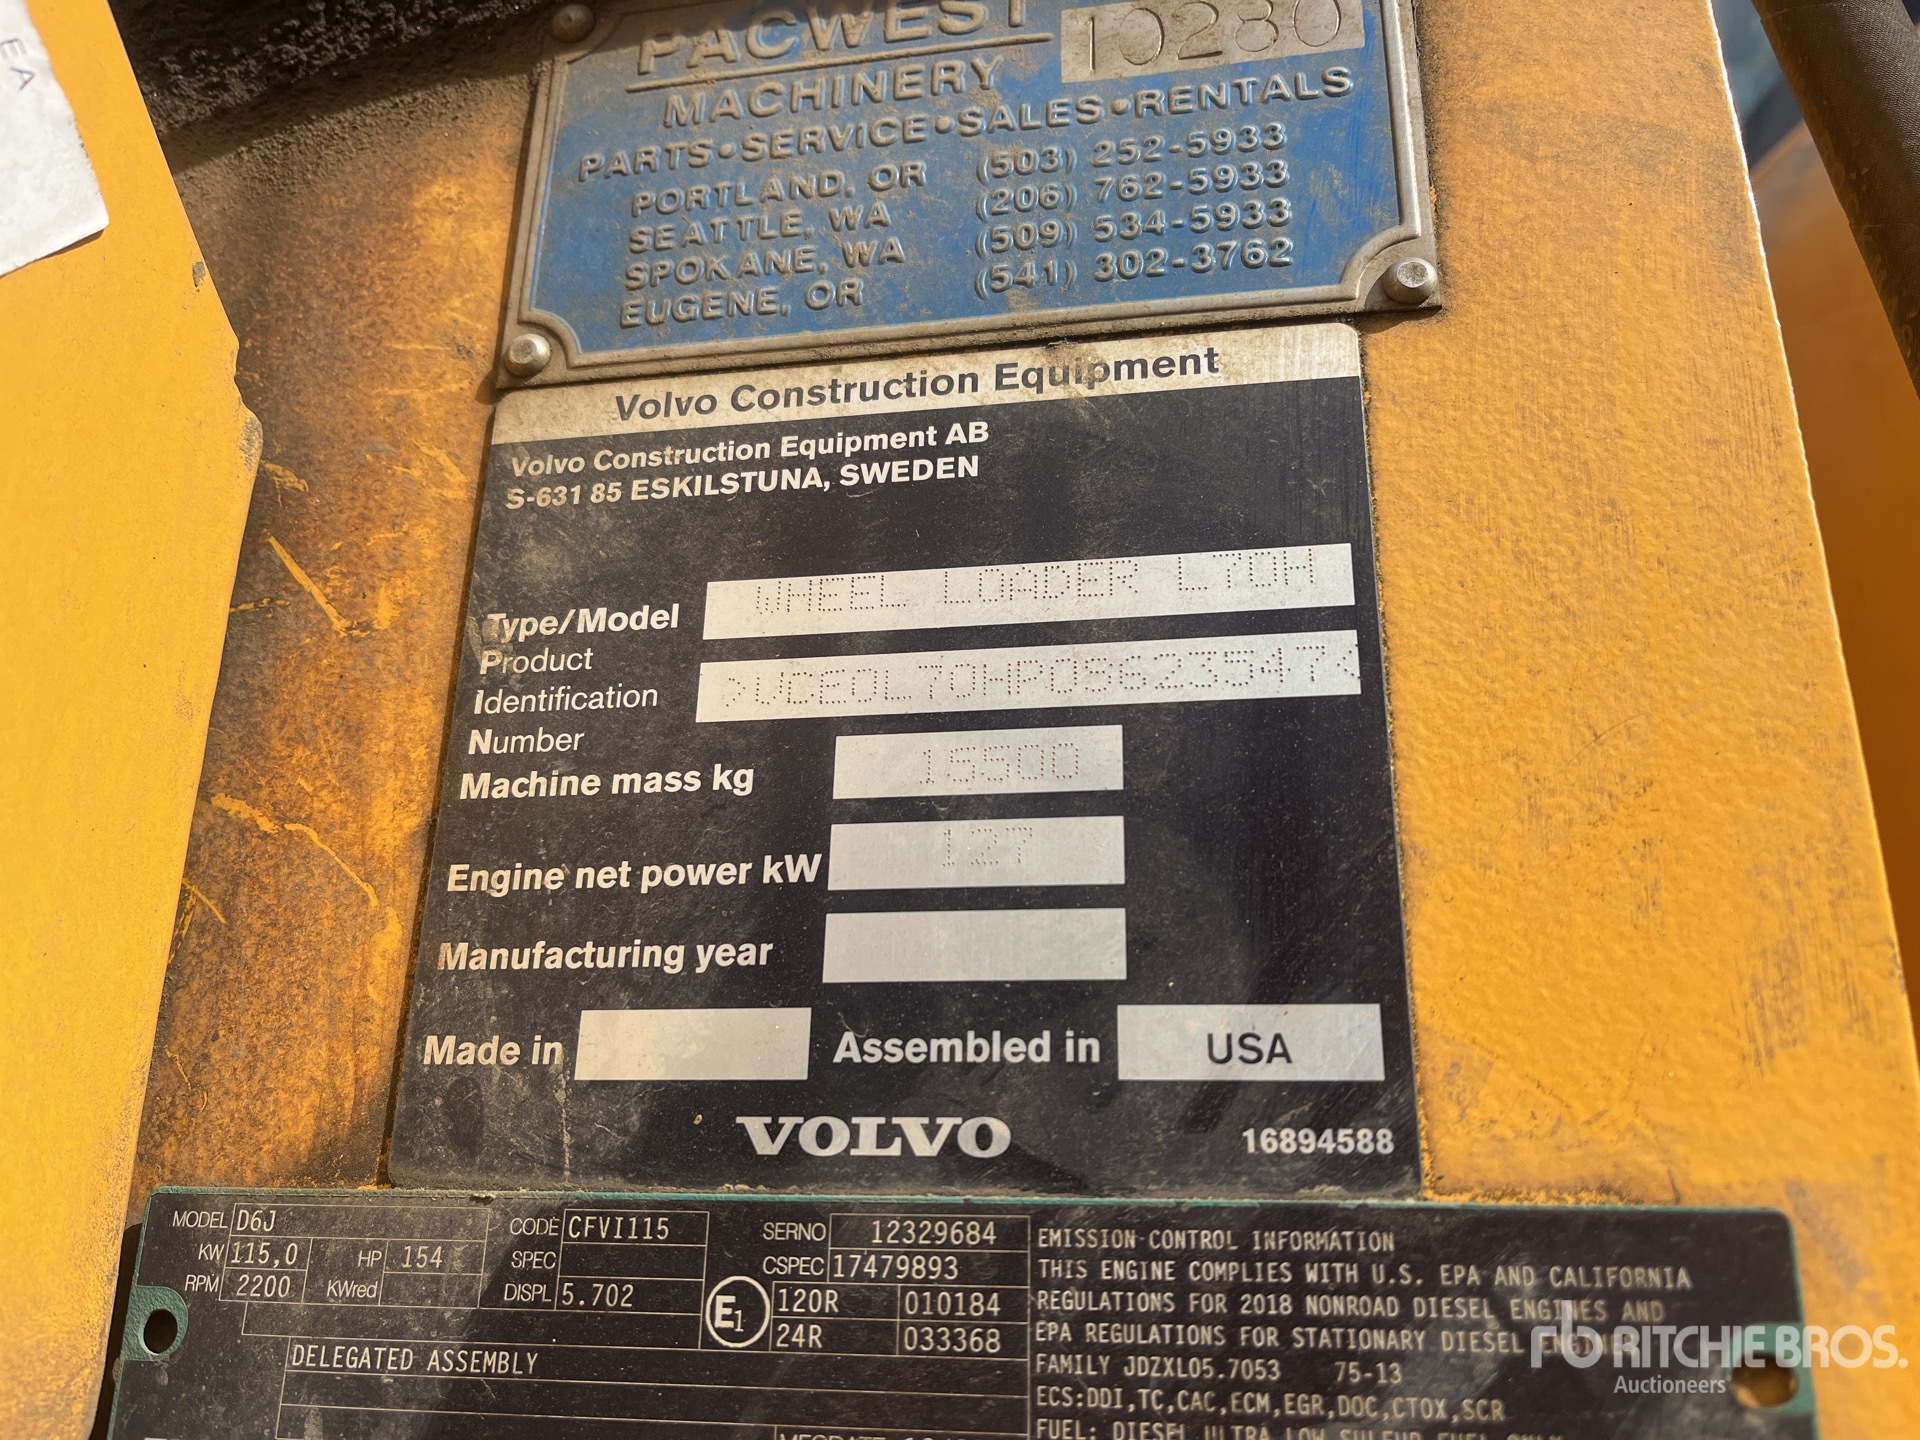 EA
PACWEST 10280
MACHINERY
PARTS•SERVICE•SALES•RENTALS
PORTLAND, OR (503) 252-5933
SEATTLE, WA (206) 762-5933
SPOKANE, WA (509) 534-5933
EUGENE, OR (541) 302-3762
Volvo Construction Equipment
Volvo Construction Equipment AB
S-631 85 ESKILSTUNA, SWEDEN
Type/Model WHEEL LOADER L70H
Product
Identification >VCE0L70HP09623547<
Number
Machine mass kg 15500
Engine net power kW 127
Manufacturing year
Made in Assembled in USA
VOLVO 16894588
MODEL D6J CODE CFVI115 SERNO 12329684
KW 115,0 HP 154 SPEC CSPEC 17479893
RPM 2200 KWred DISPL 5.702 E1 120R 010184
24R 033368
DELEGATED ASSEMBLY
EMISSION CONTROL INFORMATION
THIS ENGINE COMPLIES WITH U.S. EPA AND CALIFORNIA
REGULATIONS FOR 2018 NONROAD DIESEL ENGINES AND
EPA REGULATIONS FOR STATIONARY DIESEL ENGIN
FAMILY JDZXL05.7053 75-13
ECS:DDI,TC,CAC,ECM,EGR,DOC,CTOX,SCR
FUEL: DIESEL ULTRA LOW SULFUR FUEL ONLY
rb RITCHIE BROS.
Auctioneers